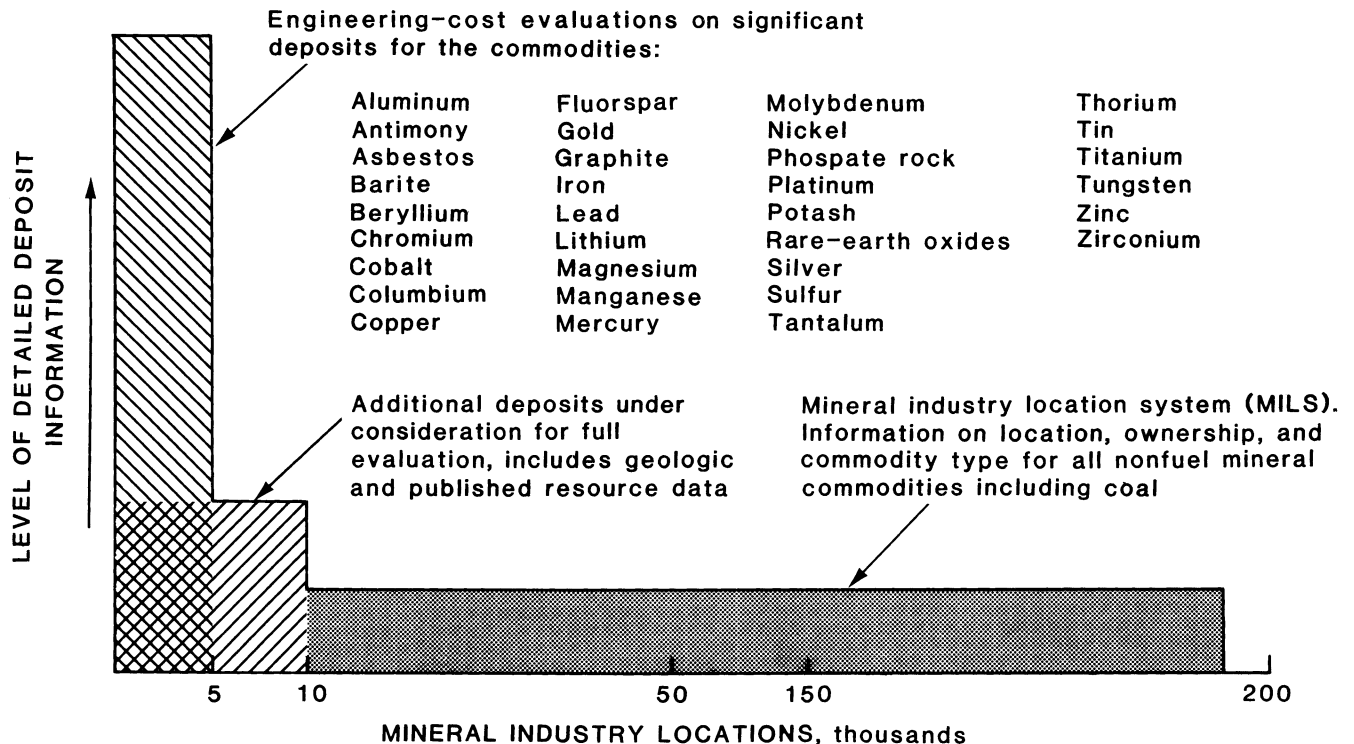 Engineering-cost evaluations on significant
deposits for the commodities:
Aluminum Fluorspar Molybdenum Thorium
Antimony Gold Nickel Tin
Asbestos Graphite Phospate rock Titanium
Barite Iron Platinum Tungsten
Beryllium Lead Potash Zinc
Chromium Lithium Rare-earth oxides Zirconium
Cobalt Magnesium Silver
Columbium Manganese Sulfur
Copper Mercury Tantalum
LEVEL OF DETAILED DEPOSIT
INFORMATION
Additional deposits under
consideration for full
evaluation, includes geologic
and published resource data
Mineral industry location system (MILS).
Information on location, ownership, and
commodity type for all nonfuel mineral
commodities including coal
5 10 50 150 200
MINERAL INDUSTRY LOCATIONS, thousands